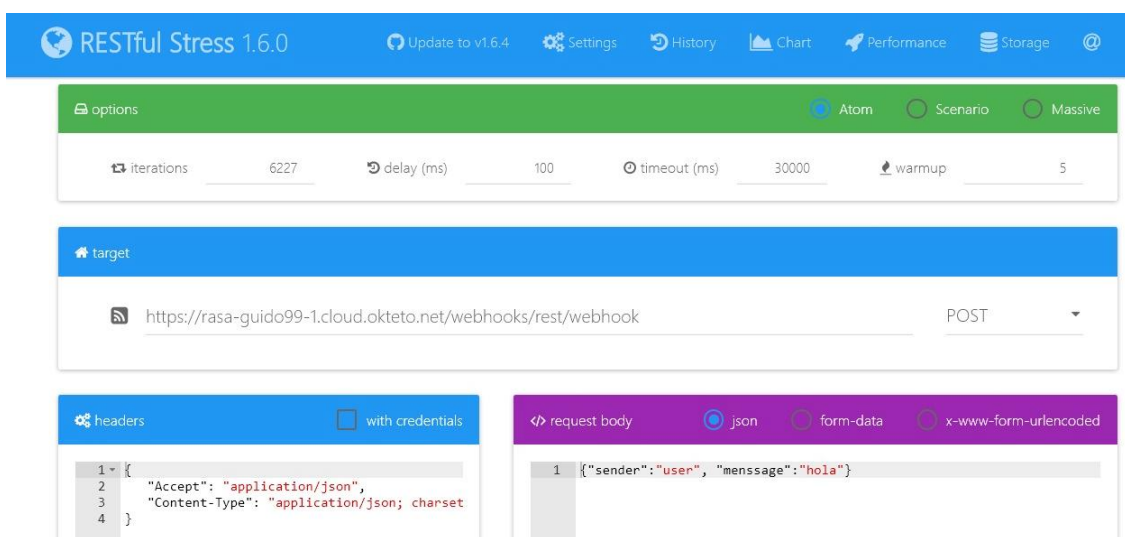 RESTful Stress 1.6.0 Update to v1.6.4 Settings History Chart Performance Storage @
options Atom Scenario Massive
iterations 6227 delay (ms) 100 timeout (ms) 30000 warmup 5
target
https://rasa-guido99-1.cloud.okteto.net/webhooks/rest/webhook POST
headers with credentials
</> request body json form-data x-www-form-urlencoded
1 {
2 "Accept": "application/json",
3 "Content-Type": "application/json; charset
4 }
1 {"sender":"user", "menssage":"hola"}